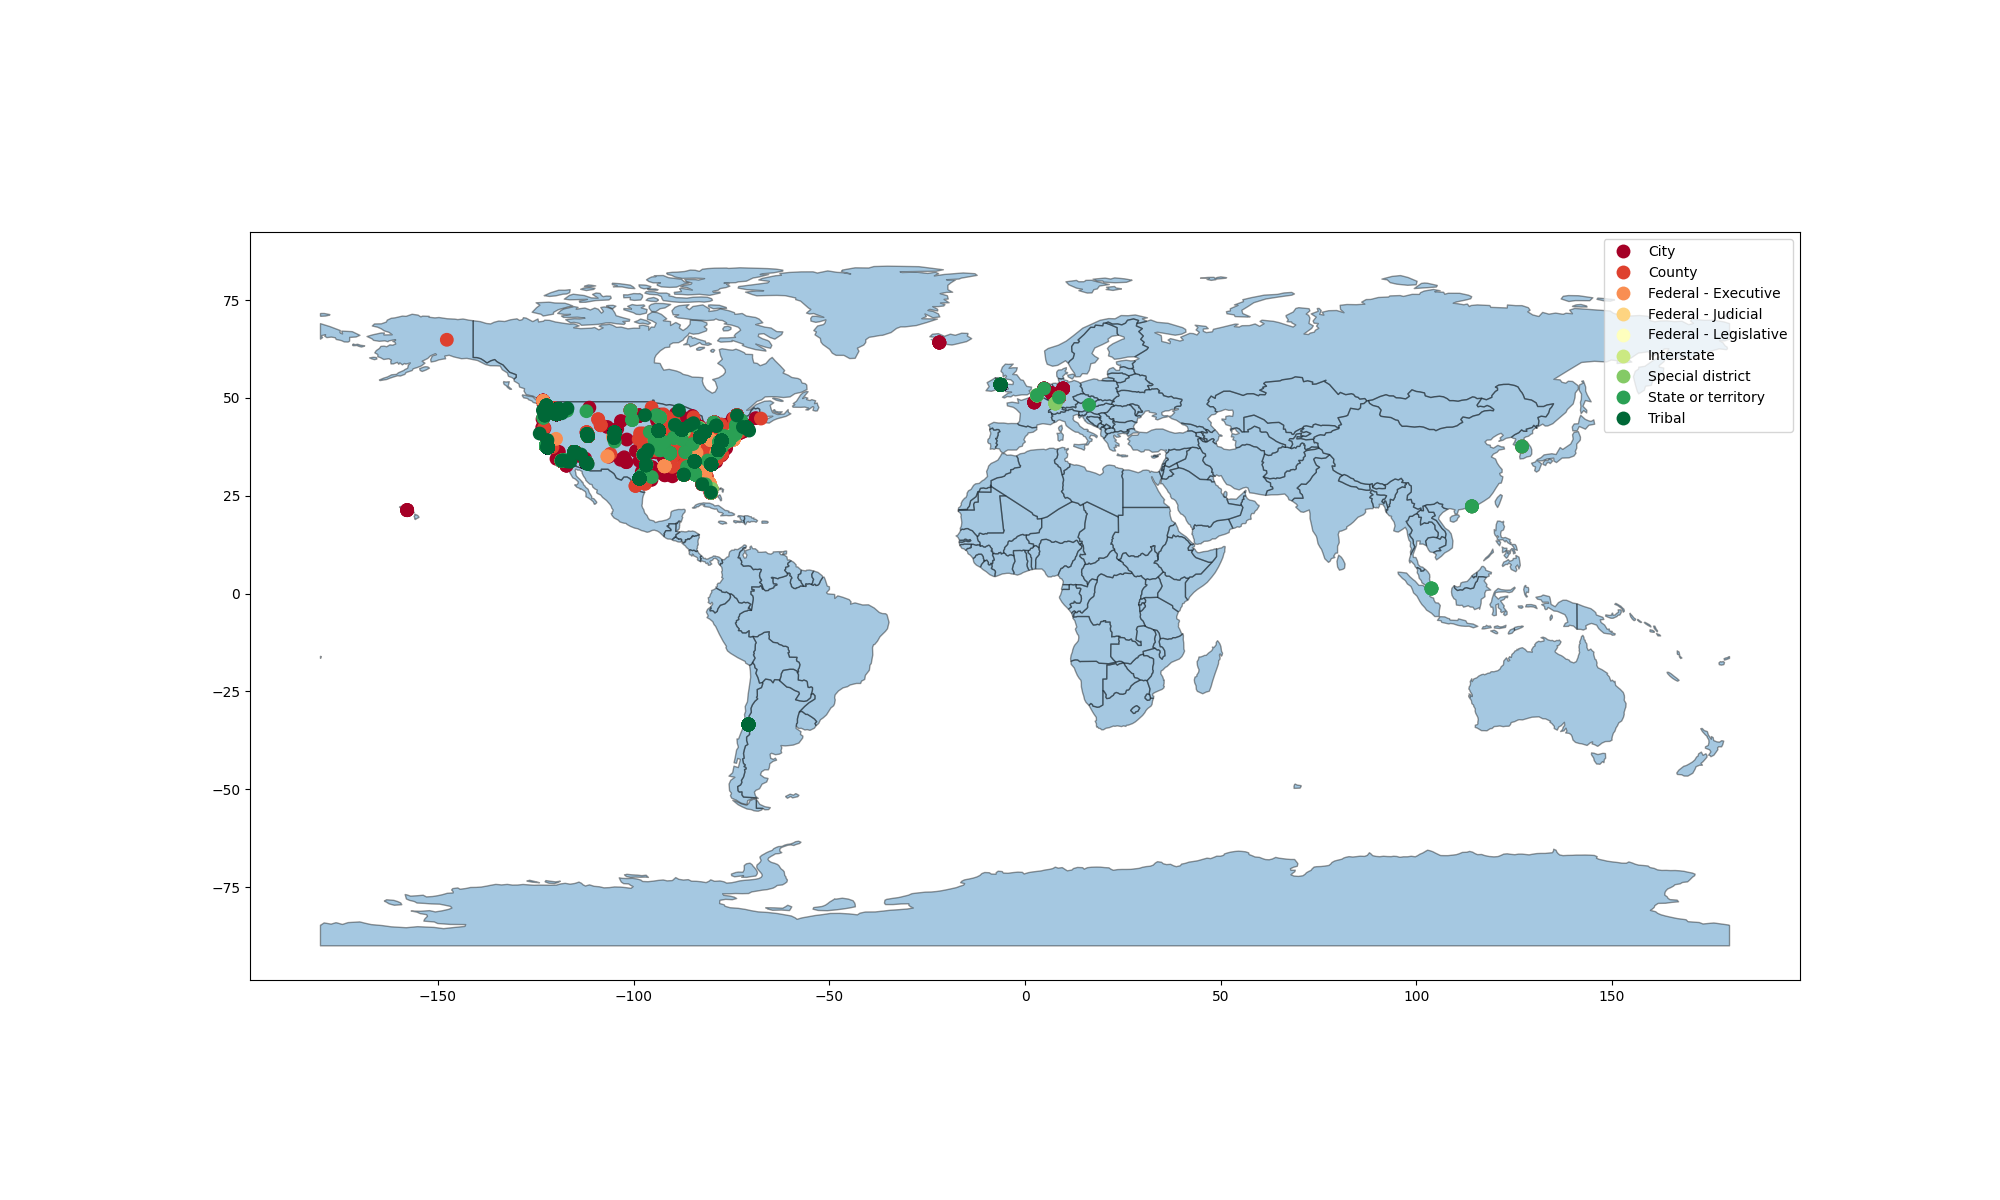 City
County
Federal - Executive
Federal - Judicial
Federal - Legislative
Interstate
Special district
State or territory
Tribal
75
50
25
0
−25
−50
−75
−150
−100
−50
0
50
100
150